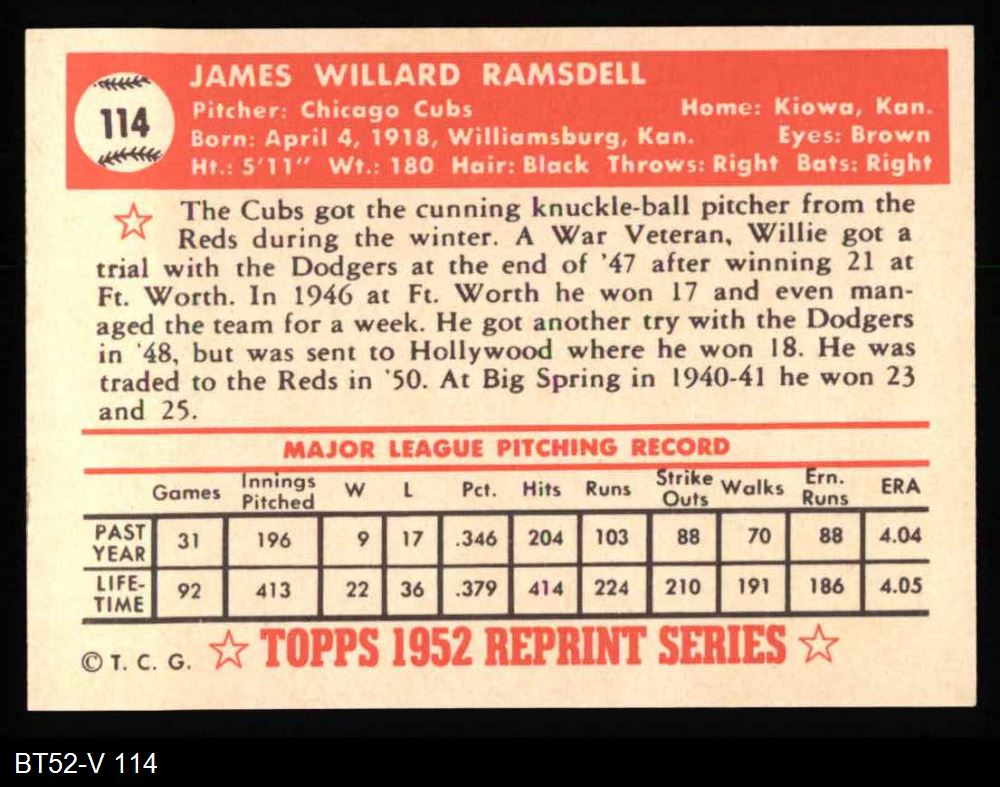 114
JAMES WILLARD RAMSDELL
Pitcher: Chicago Cubs Home: Kiowa, Kan.
Born: April 4, 1918, Williamsburg, Kan. Eyes: Brown
Ht.: 5'11" Wt.: 180 Hair: Black Throws: Right Bats: Right
The Cubs got the cunning knuckle-ball pitcher from the
Reds during the winter. A War Veteran, Willie got a
trial with the Dodgers at the end of '47 after winning 21 at
Ft. Worth. In 1946 at Ft. Worth he won 17 and even man-
aged the team for a week. He got another try with the Dodgers
in '48, but was sent to Hollywood where he won 18. He was
traded to the Reds in '50. At Big Spring in 1940-41 he won 23
and 25.
MAJOR LEAGUE PITCHING RECORD
Games Innings Pitched W L Pct. Hits Runs Strike Outs Walks Ern. Runs ERA
PAST YEAR 31 196 9 17 .346 204 103 88 70 88 4.04
LIFE-TIME 92 413 22 36 .379 414 224 210 191 186 4.05
© T. C. G. ☆ TOPPS 1952 REPRINT SERIES ☆
BT52-V 114